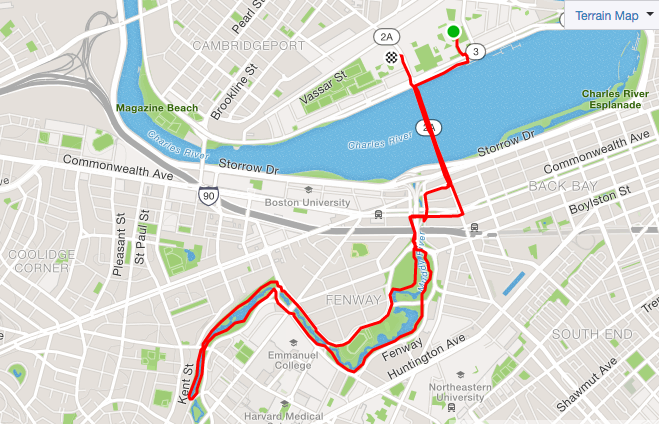 Terrain Map
Pearl St
2A
CAMBRIDGEPORT
3
Brookline St
Vassar St
Magazine Beach
Charles River
Esplanade
Charles River
Charles River
2A
Storrow Dr
Storrow Dr
Commonwealth Ave
Commonwealth Ave
90
Boston University
BACK BAY
Boylston St
Pleasant St
St Paul St
COOLIDGE
CORNER
Muddy River
FENWAY
SOUTH END
Fenway
Huntington Ave
Emmanuel
College
Kent St
Northeastern
University
Shawmut Ave
Harvard Medical